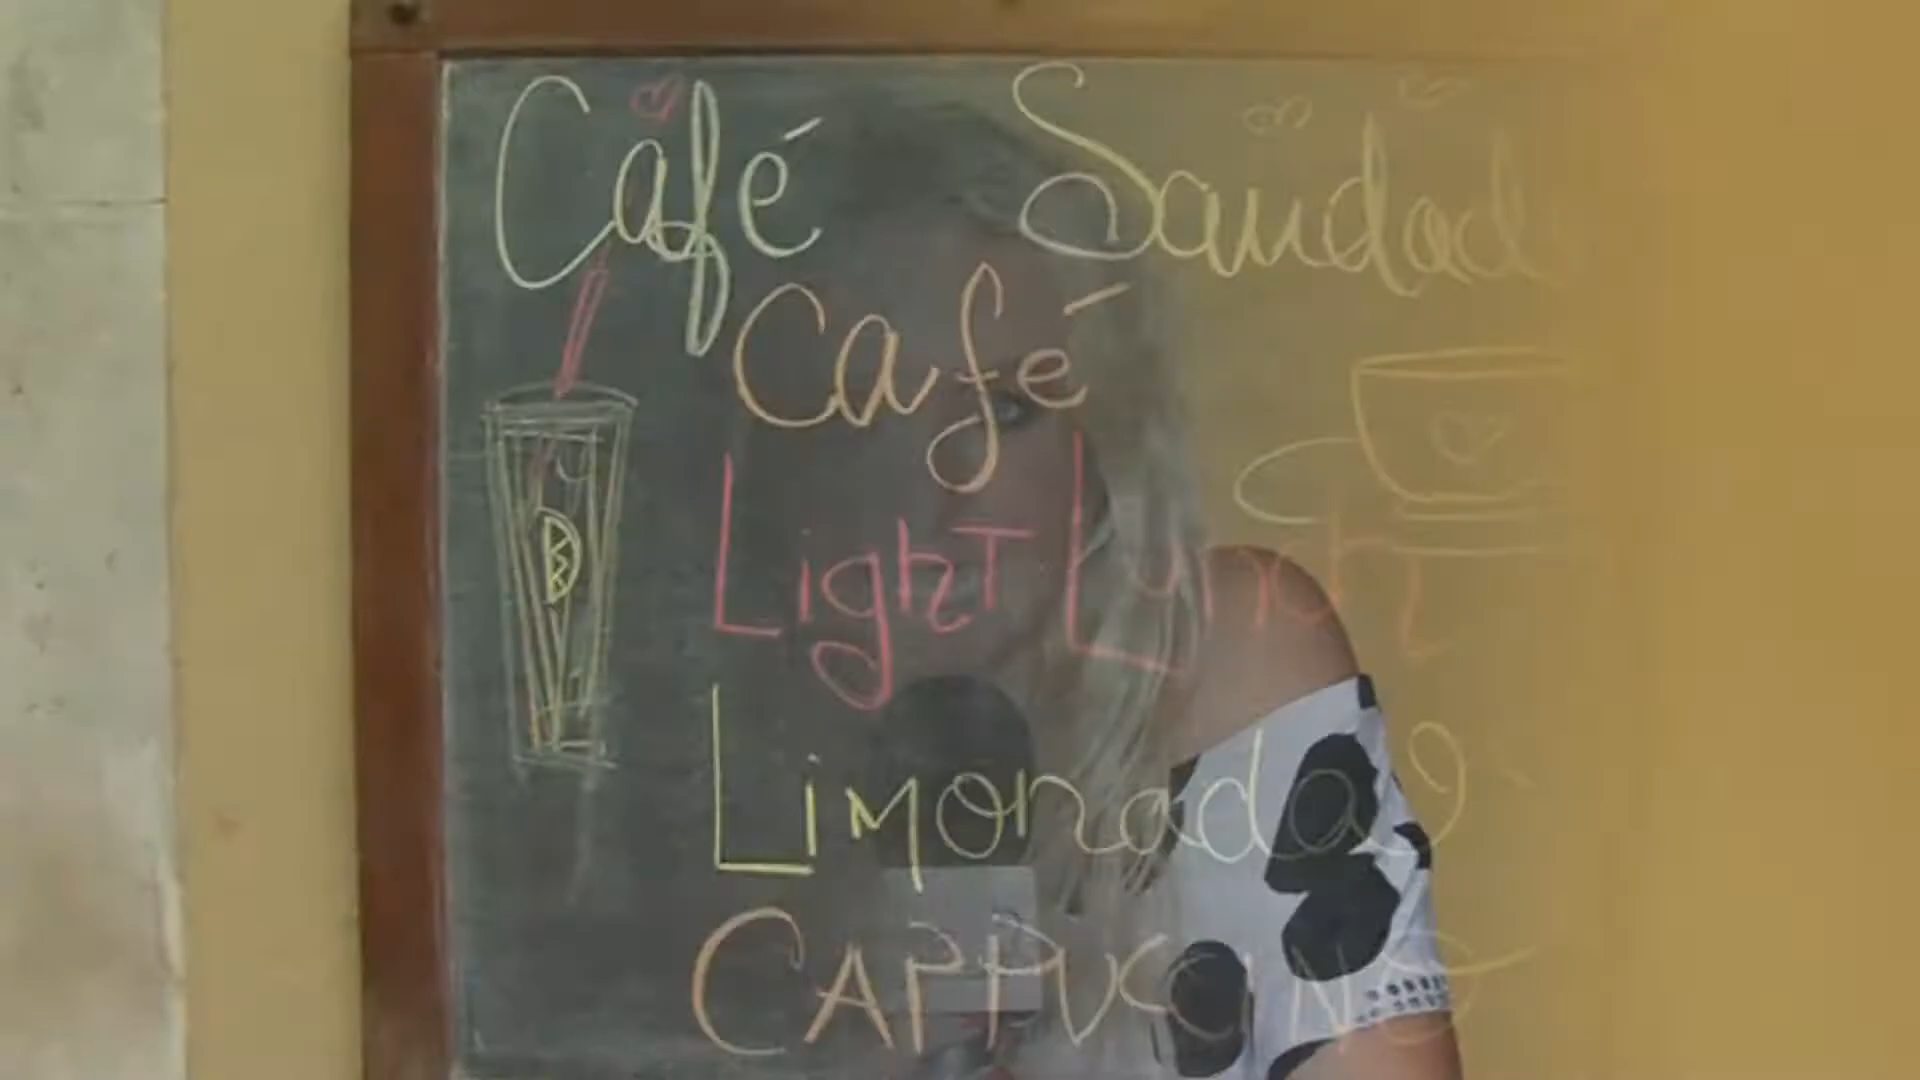 Café Saudade
Café
Light Lunch
Limonada
CAPPUCCINO